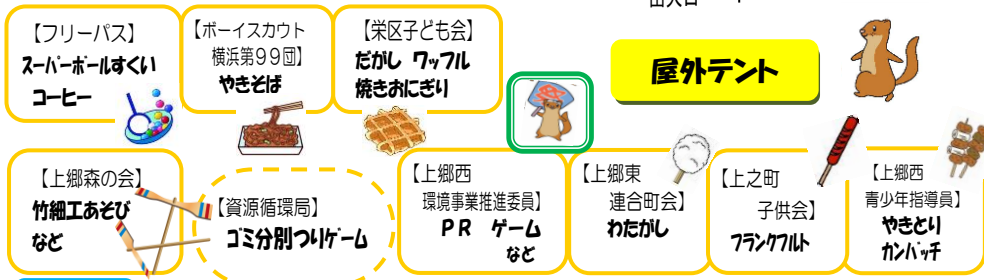 【フリーパス】
スーパーボールすくい
コーヒー
【ボーイスカウト
横浜第９９団】
やきそば
【栄区子ども会】
だがし ワッフル
焼きおにぎり
屋外テント
【上郷森の会】
竹細工あそび
など
【資源循環局】
ゴミ分別つりゲーム
【上郷西
環境事業推進委員】
ＰＲ ゲーム
など
【上郷東
連合町会】
わたがし
【上之町
子供会】
フランクフルト
【上郷西
青少年指導員】
やきとり
カンバッチ